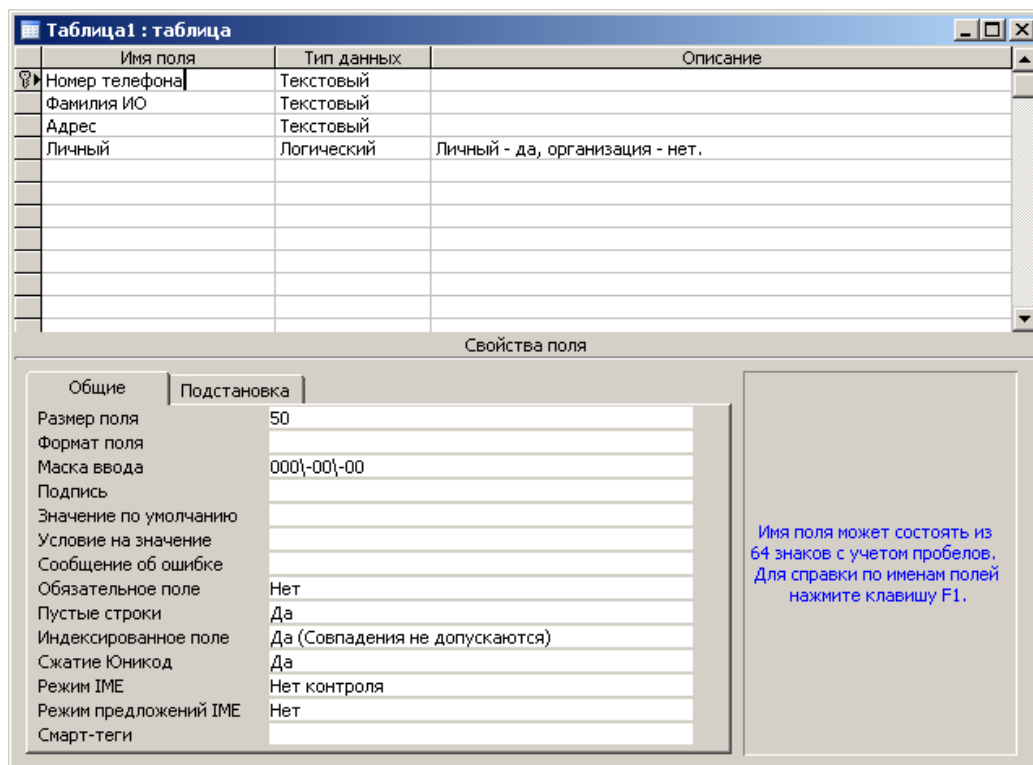 Таблица1 : таблица
Имя поля Тип данных Описание
Номер телефона Текстовый
Фамилия ИО Текстовый
Адрес Текстовый
Личный Логический Личный - да, организация - нет.
Свойства поля
Общие Подстановка
Размер поля 50
Формат поля
Маска ввода 000\-00\-00
Подпись
Значение по умолчанию
Условие на значение
Сообщение об ошибке
Обязательное поле Нет
Пустые строки Да
Индексированное поле Да (Совпадения не допускаются)
Сжатие Юникод Да
Режим IME Нет контроля
Режим предложений IME Нет
Смарт-теги
Имя поля может состоять из
64 знаков с учетом пробелов.
Для справки по именам полей
нажмите клавишу F1.